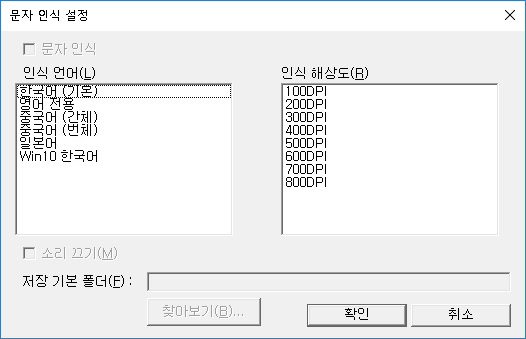 문자 인식 설정
문자 인식
인식 언어(L)
한국어 (기본)
영어 전용
중국어 (간체)
중국어 (번체)
일본어
Win10 한국어
인식 해상도(R)
100DPI
200DPI
300DPI
400DPI
500DPI
600DPI
700DPI
800DPI
소리 끄기(M)
저장 기본 폴더(F) :
찾아보기(B)...
확인
취소